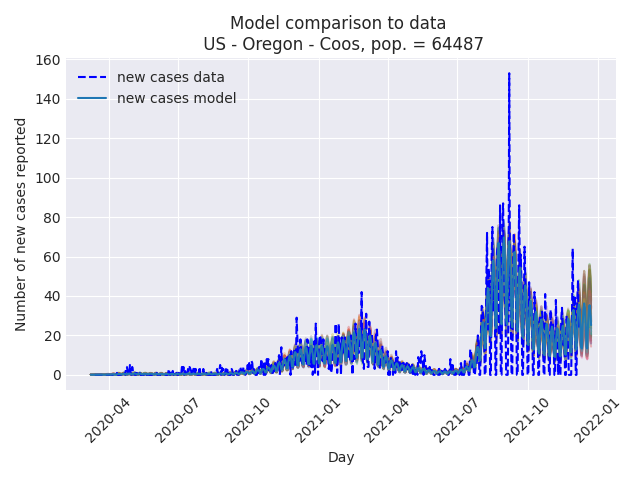 Model comparison to data
US - Oregon - Coos, pop. = 64487
new cases data
new cases model
Number of new cases reported
160
140
120
100
80
60
40
20
0
2020-04
2020-07
2020-10
2021-01
2021-04
2021-07
2021-10
2022-01
Day